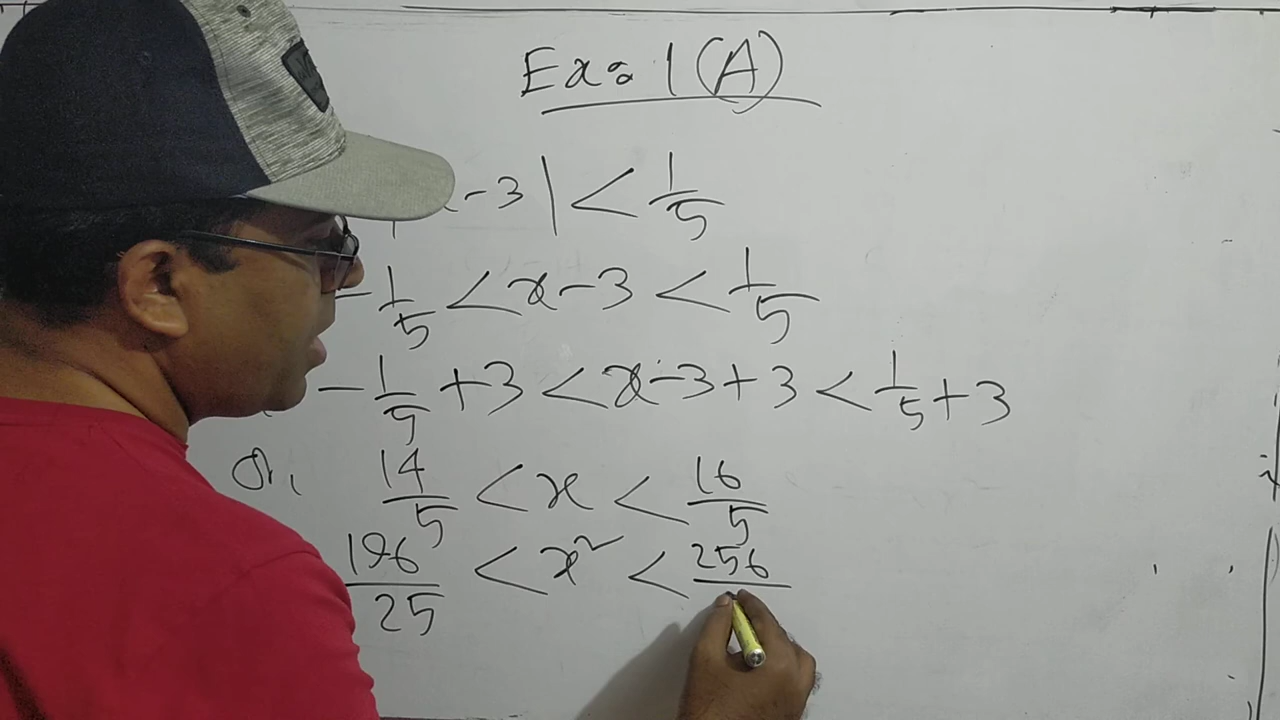 Ex: 1(A)
-3| < 1/5
-1/5 < x-3 < 1/5
-1/5 +3 < x-3+3 < 1/5 +3
Or, 14/5 < x < 16/5
196/25 < x² < 256